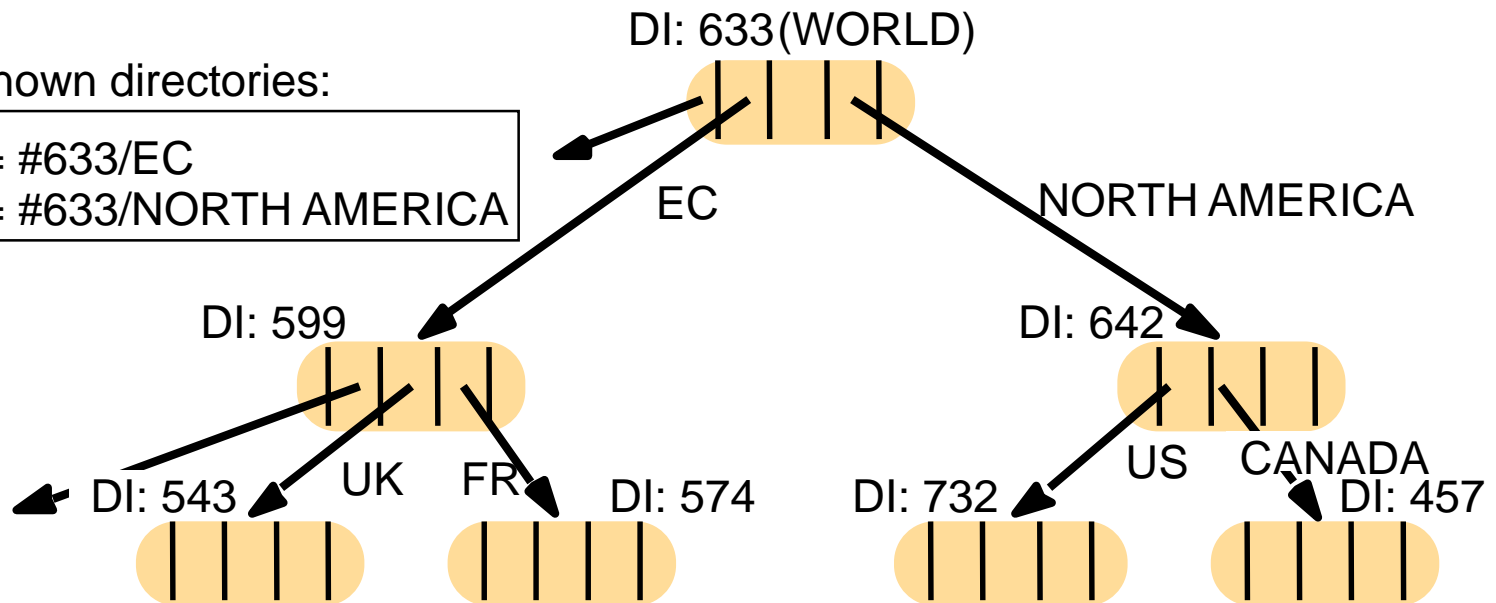 DI: 633(WORLD)
nown directories:
= #633/EC
= #633/NORTH AMERICA
EC
NORTH AMERICA
DI: 599
DI: 642
UK
FR
US
CANADA
DI: 543
DI: 574
DI: 732
DI: 457